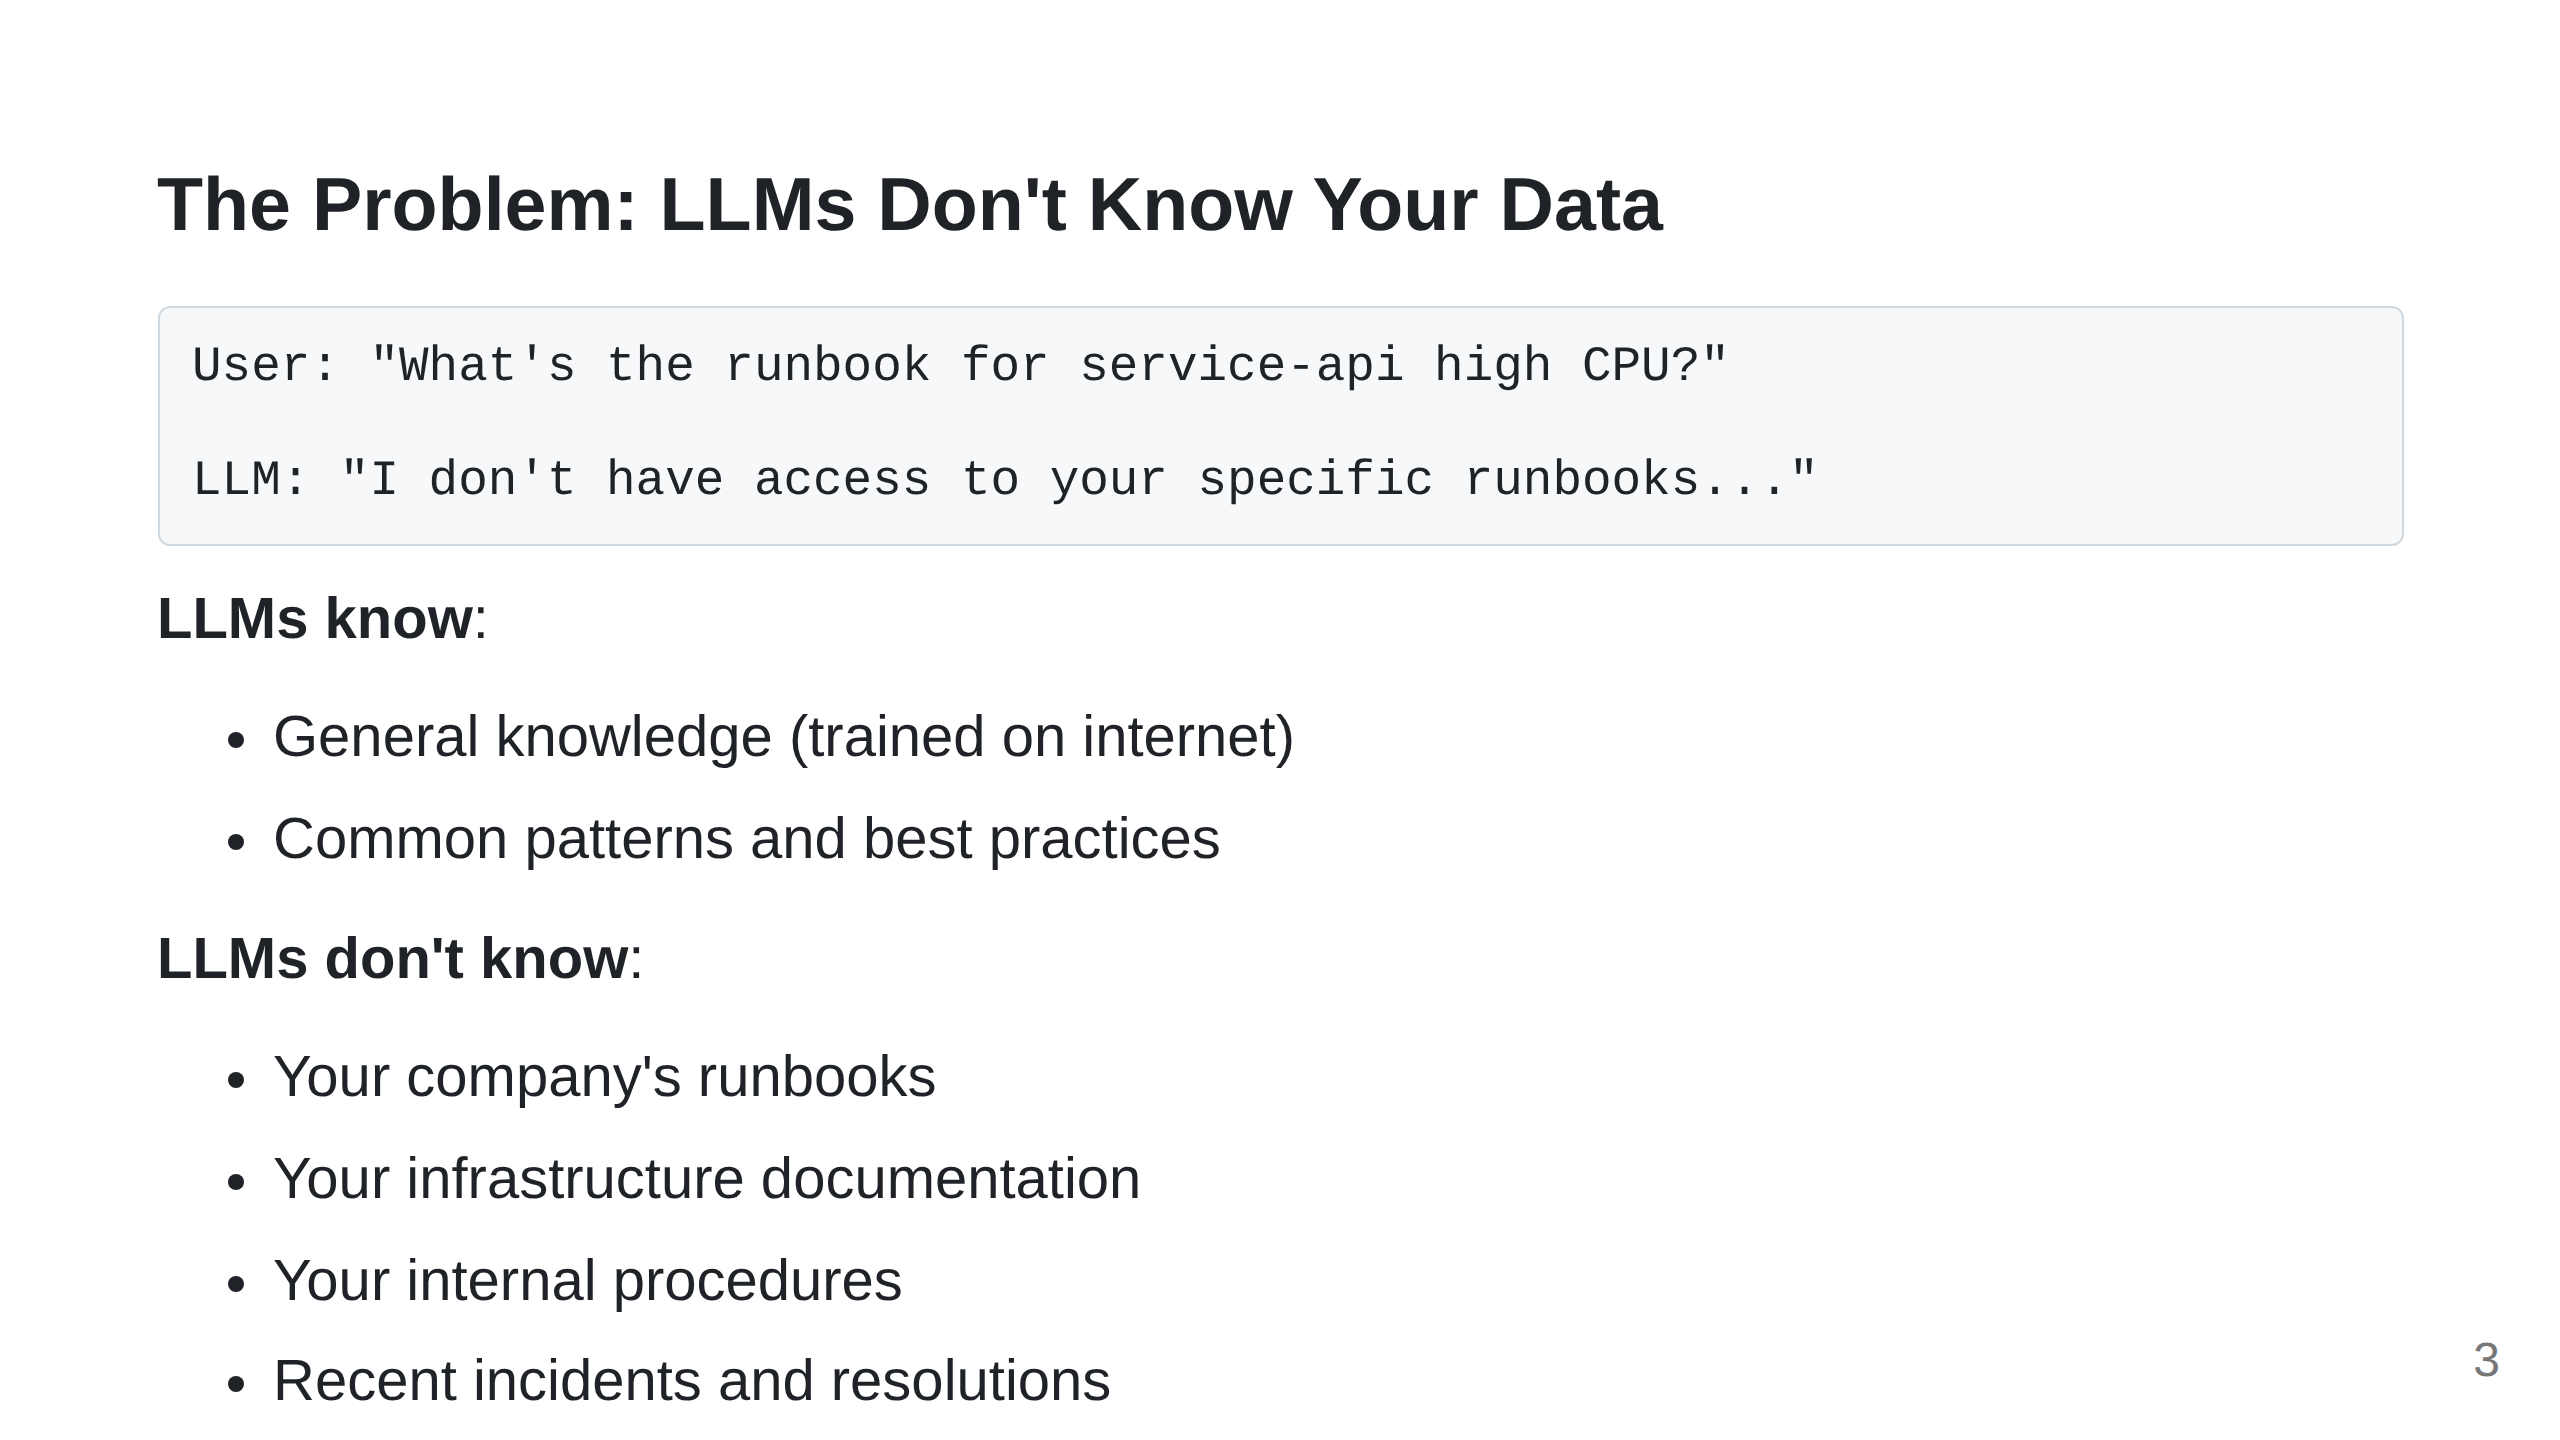 The Problem: LLMs Don't Know Your Data
User: "What's the runbook for service-api high CPU?"
LLM: "I don't have access to your specific runbooks..."
LLMs know:
• General knowledge (trained on internet)
• Common patterns and best practices
LLMs don't know:
• Your company's runbooks
• Your infrastructure documentation
• Your internal procedures
• Recent incidents and resolutions
3